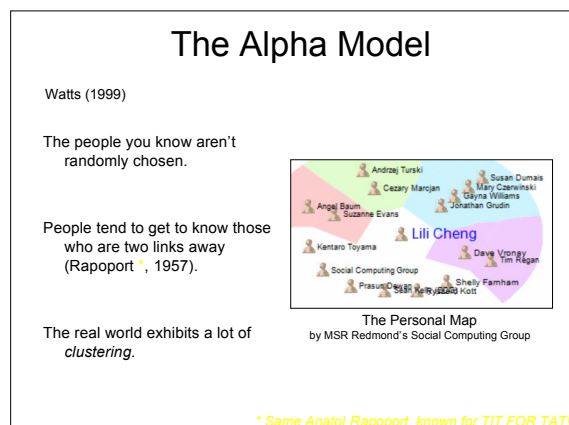 The Alpha Model
Watts (1999)
The people you know aren't
randomly chosen.
People tend to get to know those
who are two links away
(Rapoport *, 1957).
The real world exhibits a lot of
clustering.
Andrzej Turski
Cezary Marcjan
Susan Dumais
Mary Czerwinski
Gayna Williams
Jonathan Grudin
Angel Baum
Suzanne Evans
Lili Cheng
Kentaro Toyama
Dave Vronay
Tim Regan
Social Computing Group
Prasun Dewan
Sean Kelly
Kott
Shelly Farnham
The Personal Map
by MSR Redmond's Social Computing Group
* Same Anatol Rapoport, known for TIT FOR TAT!